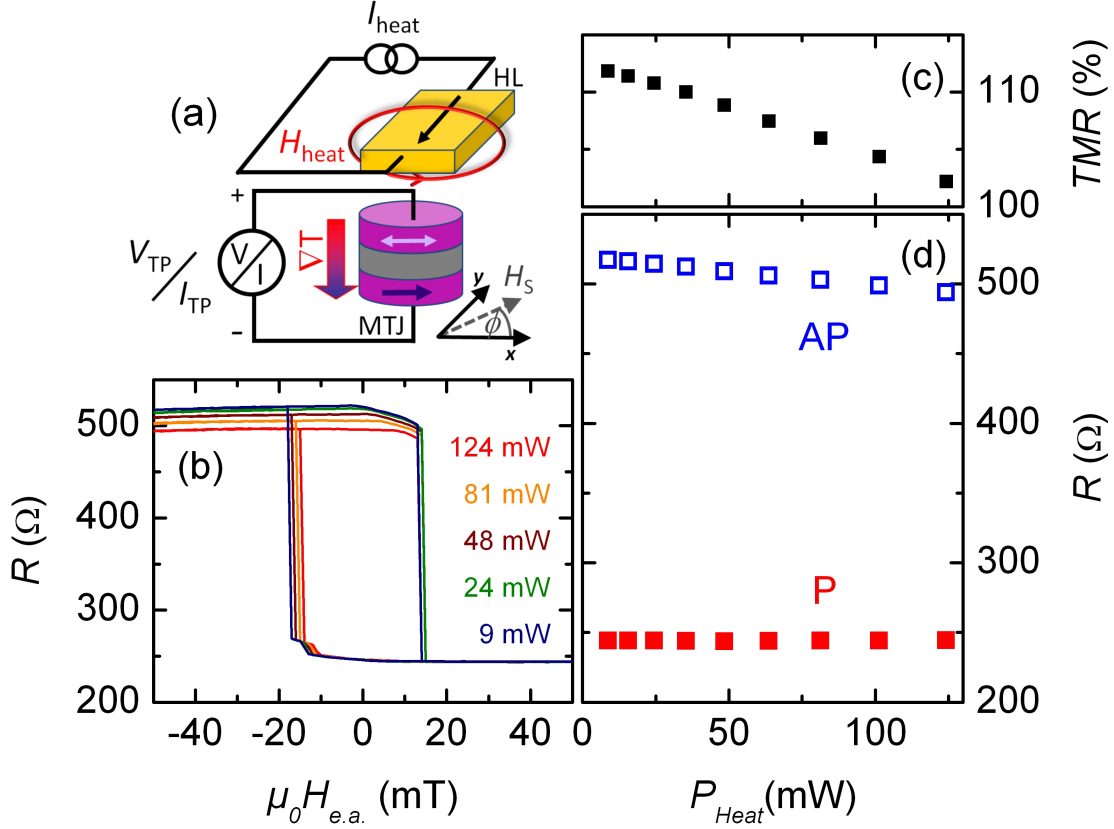 (a)
I_heat
HL
H_heat
+
V_TP / I_TP
V/I
∇T
-
MTJ
y
H_S
ϕ
x
(b)
500
400
300
200
R (Ω)
124 mW
81 mW
48 mW
24 mW
9 mW
-40 -20 0 20 40
μ_0H_e.a. (mT)
(c)
110
100
TMR (%)
(d)
AP
P
500
400
300
200
R (Ω)
0 50 100
P_Heat(mW)